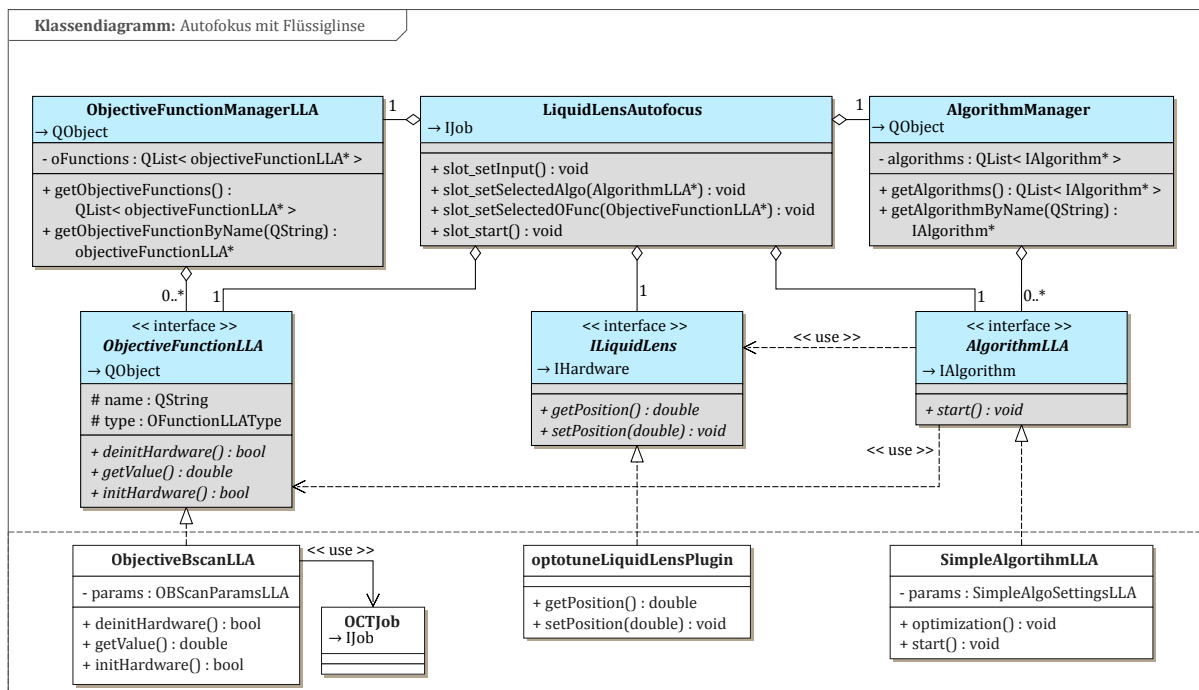 Klassendiagramm: Autofokus mit Flüssiglinse
ObjectiveFunctionManagerLLA
→ QObject
- oFunctions : QList< objectiveFunctionLLA* >
+ getObjectiveFunctions() :
QList< objectiveFunctionLLA* >
+ getObjectiveFunctionByName(QString) :
objectiveFunctionLLA*
1
LiquidLensAutofocus
→ IJob
+ slot_setInput() : void
+ slot_setSelectedAlgo(AlgorithmLLA*) : void
+ slot_setSelectedOFunc(ObjectiveFunctionLLA*) : void
+ slot_start() : void
1
AlgorithmManager
→ QObject
- algorithms : QList< IAlgorithm* >
+ getAlgorithms() : QList< IAlgorithm* >
+ getAlgorithmByName(QString) :
IAlgorithm*
0..*
1
1
1
0..*
<< interface >>
ObjectiveFunctionLLA
→ QObject
# name : QString
# type : OFunctionLLAType
+ deinitHardware() : bool
+ getValue() : double
+ initHardware() : bool
<< interface >>
ILiquidLens
→ IHardware
+ getPosition() : double
+ setPosition(double) : void
<< use >>
<< interface >>
AlgorithmLLA
→ IAlgorithm
+ start() : void
<< use >>
ObjectiveBscanLLA
- params : OBScanParamsLLA
+ deinitHardware() : bool
+ getValue() : double
+ initHardware() : bool
<< use >>
OCTJob
→ IJob
optotuneLiquidLensPlugin
+ getPosition() : double
+ setPosition(double) : void
SimpleAlgortihmLLA
- params : SimpleAlgoSettingsLLA
+ optimization() : void
+ start() : void